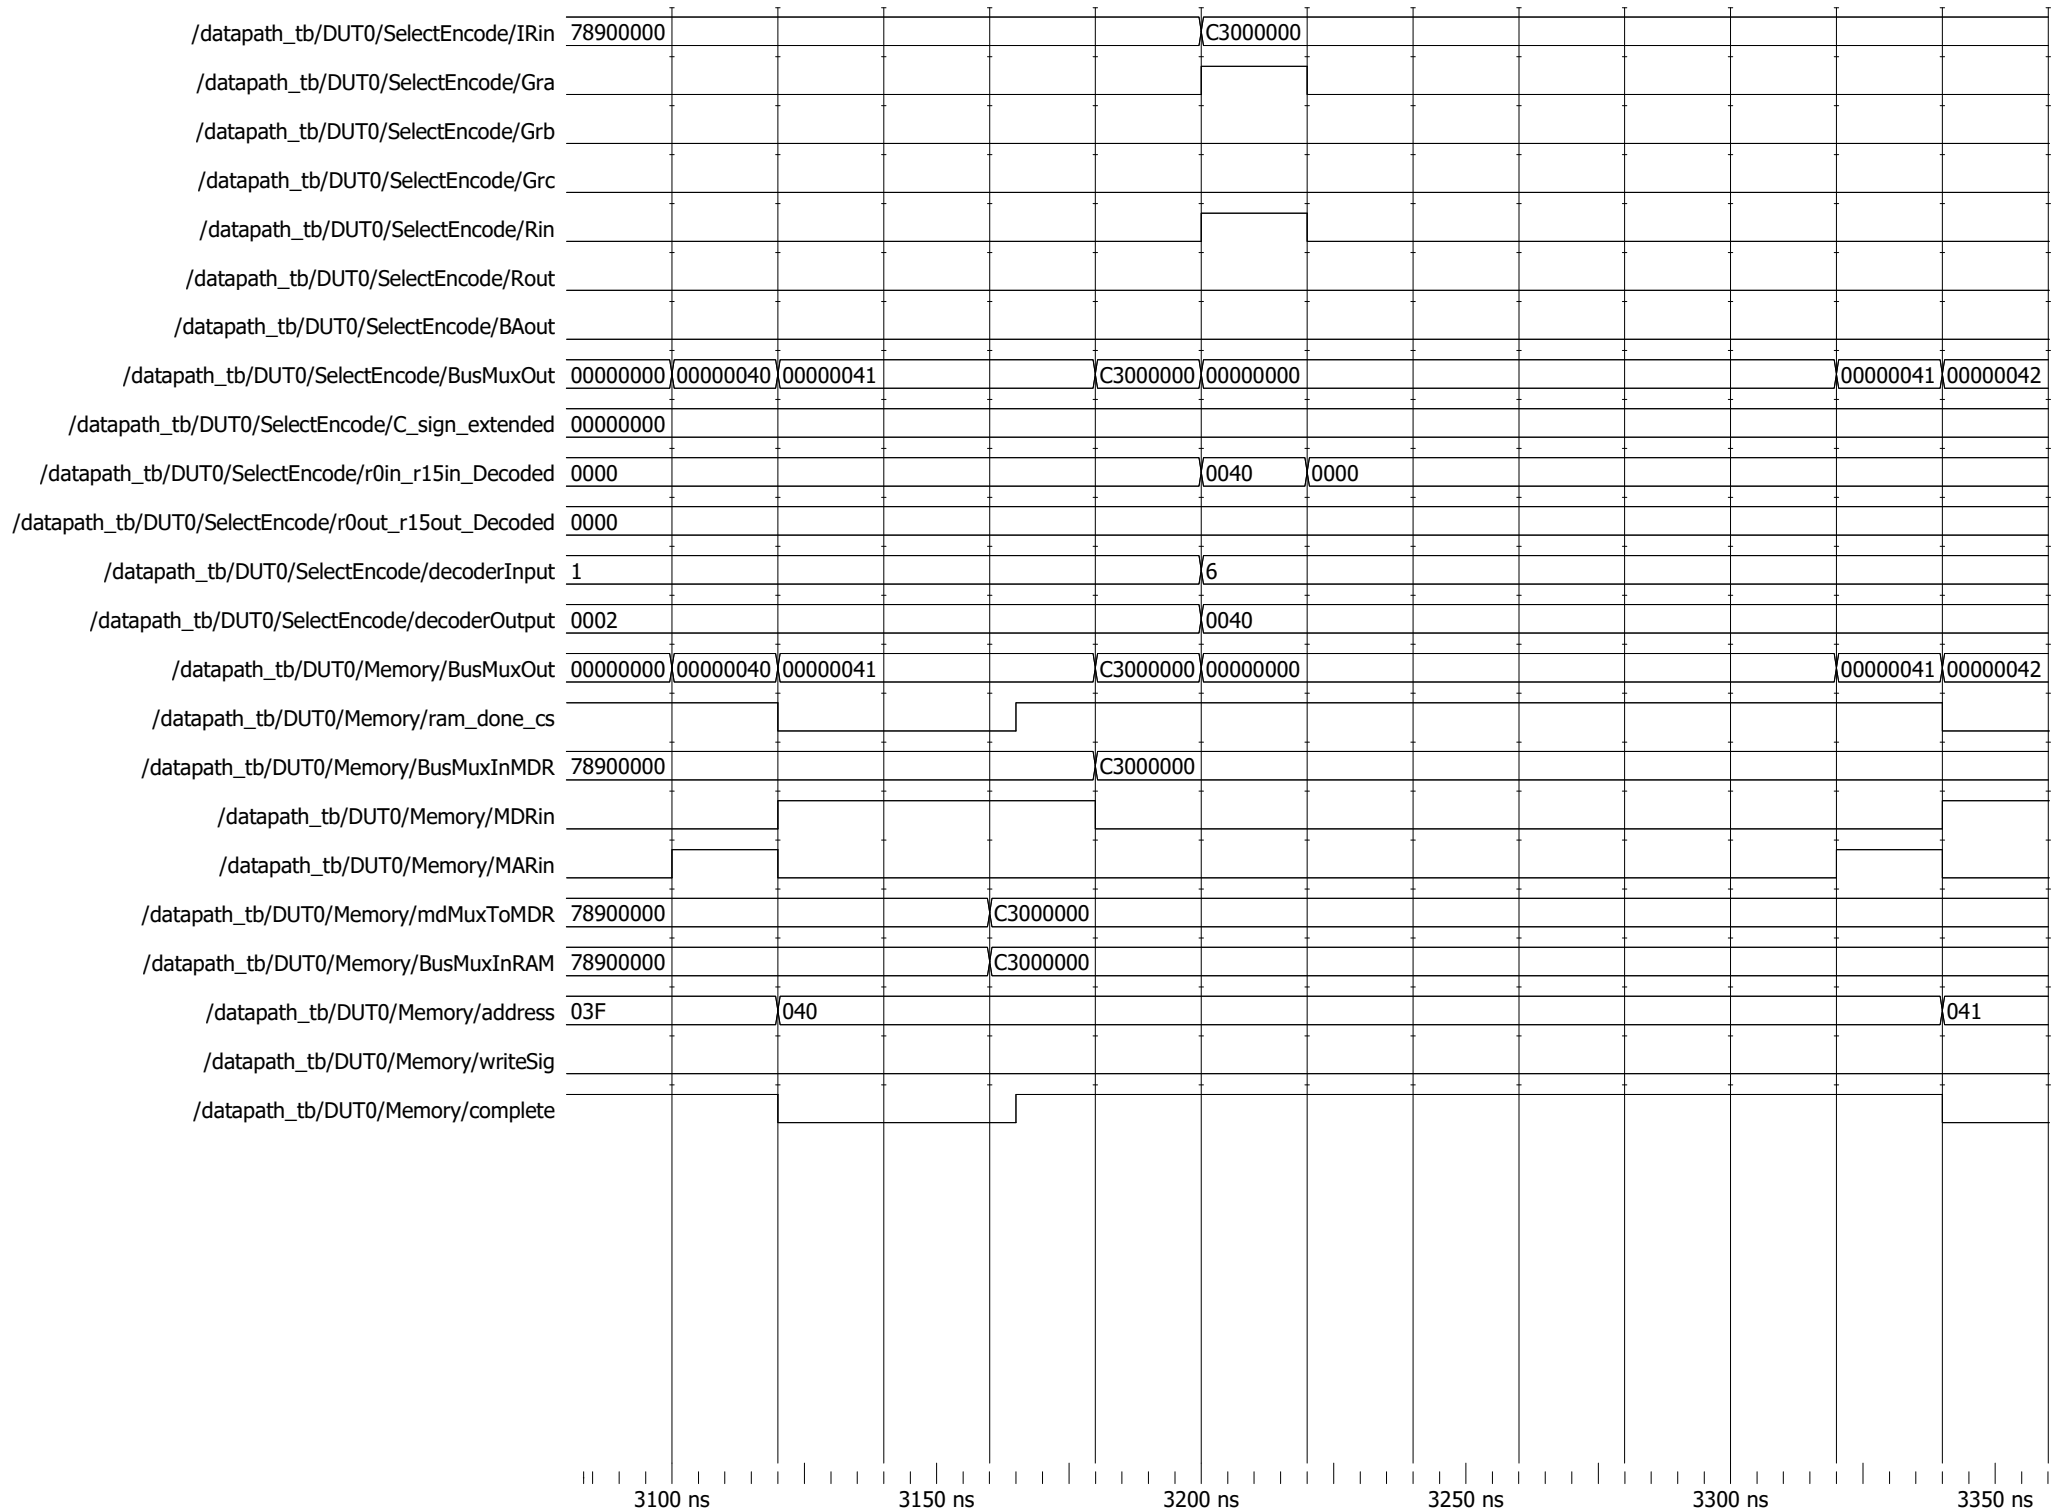 /datapath_tb/DUT0/SelectEncode/IRin 78900000 C3000000
/datapath_tb/DUT0/SelectEncode/Gra
/datapath_tb/DUT0/SelectEncode/Grb
/datapath_tb/DUT0/SelectEncode/Grc
/datapath_tb/DUT0/SelectEncode/Rin
/datapath_tb/DUT0/SelectEncode/Rout
/datapath_tb/DUT0/SelectEncode/BAout
/datapath_tb/DUT0/SelectEncode/BusMuxOut 00000000 00000040 00000041 C3000000 00000000 00000041 00000042
/datapath_tb/DUT0/SelectEncode/C_sign_extended 00000000
/datapath_tb/DUT0/SelectEncode/r0in_r15in_Decoded 0000 0040 0000
/datapath_tb/DUT0/SelectEncode/r0out_r15out_Decoded 0000
/datapath_tb/DUT0/SelectEncode/decoderInput 1 6
/datapath_tb/DUT0/SelectEncode/decoderOutput 0002 0040
/datapath_tb/DUT0/Memory/BusMuxOut 00000000 00000040 00000041 C3000000 00000000 00000041 00000042
/datapath_tb/DUT0/Memory/ram_done_cs
/datapath_tb/DUT0/Memory/BusMuxInMDR 78900000 C3000000
/datapath_tb/DUT0/Memory/MDRin
/datapath_tb/DUT0/Memory/MARin
/datapath_tb/DUT0/Memory/mdMuxToMDR 78900000 C3000000
/datapath_tb/DUT0/Memory/BusMuxInRAM 78900000 C3000000
/datapath_tb/DUT0/Memory/address 03F 040 041
/datapath_tb/DUT0/Memory/writeSig
/datapath_tb/DUT0/Memory/complete
3100 ns 3150 ns 3200 ns 3250 ns 3300 ns 3350 ns